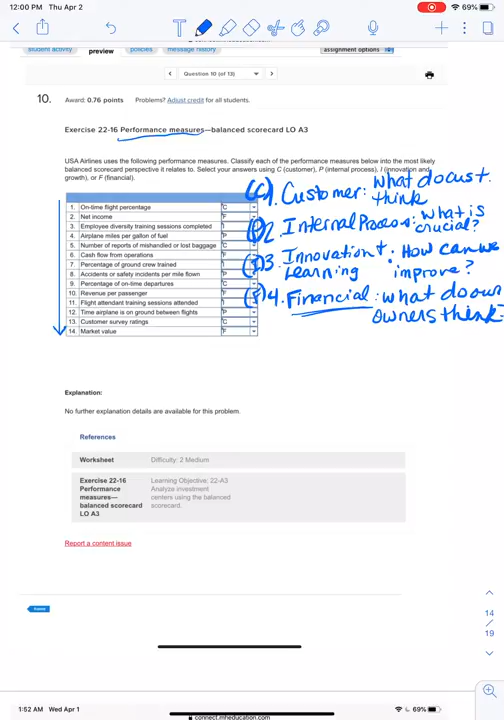 12:00 PM Thu Apr 2
69%
student activity preview policies message history assignment options
Question 10 (of 13)
10. Award: 0.76 points Problems? Adjust credit for all students.
Exercise 22-16 Performance measures—balanced scorecard LO A3
USA Airlines uses the following performance measures. Classify each of the performance measures below into the most likely
balanced scorecard perspective it relates to. Select your answers using C (customer), P (internal process), I (innovation and
growth), or F (financial).
1. On-time flight percentage C
2. Net income F
3. Employee diversity training sessions completed I
4. Airplane miles per gallon of fuel P
5. Number of reports of mishandled or lost baggage C
6. Cash flow from operations F
7. Percentage of ground crew trained I
8. Accidents or safety incidents per mile flown P
9. Percentage of on-time departures C
10. Revenue per passenger F
11. Flight attendant training sessions attended I
12. Time airplane is on ground between flights P
13. Customer survey ratings C
14. Market value F
(C) 1. Customer: what do cust.
think
(P) 2. Internal Process: what is
crucial?
(I) 3. Innovation + Learning : How can we
improve?
(F) 4. Financial: what do our
owners think
Explanation:
No further explanation details are available for this problem.
References
Worksheet Difficulty: 2 Medium
Exercise 22-16
Performance
measures—
balanced scorecard
LO A3
Learning Objective: 22-A3
Analyze investment
centers using the balanced
scorecard.
Report a content issue
14
/
19
1:52 AM Wed Apr 1
69%
connect.mheducation.com